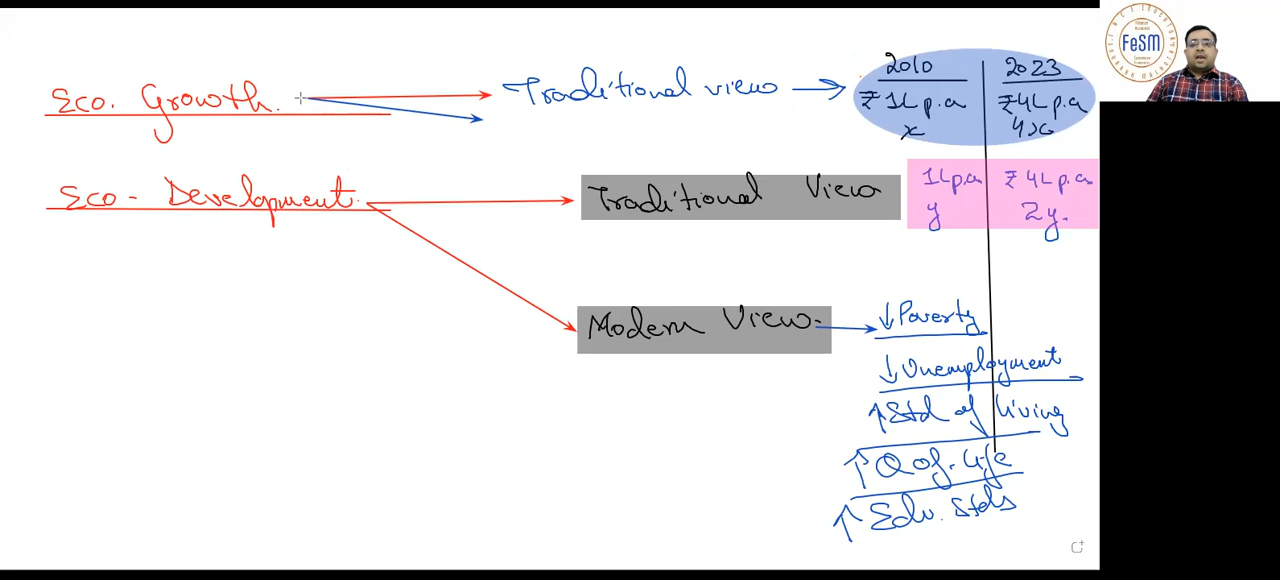 Eco. Growth.
Traditional view
2010
2023
₹ 1L p.a
₹ 4L p.a
x
4x
Eco - Development.
Traditional View
1L p.a
₹ 4L p.a
y
2y.
Modern View.
↓ Poverty
↓ Unemployment
↑ Std of living
↑ Q of. Life
↑ Edu. Stds
FeSM